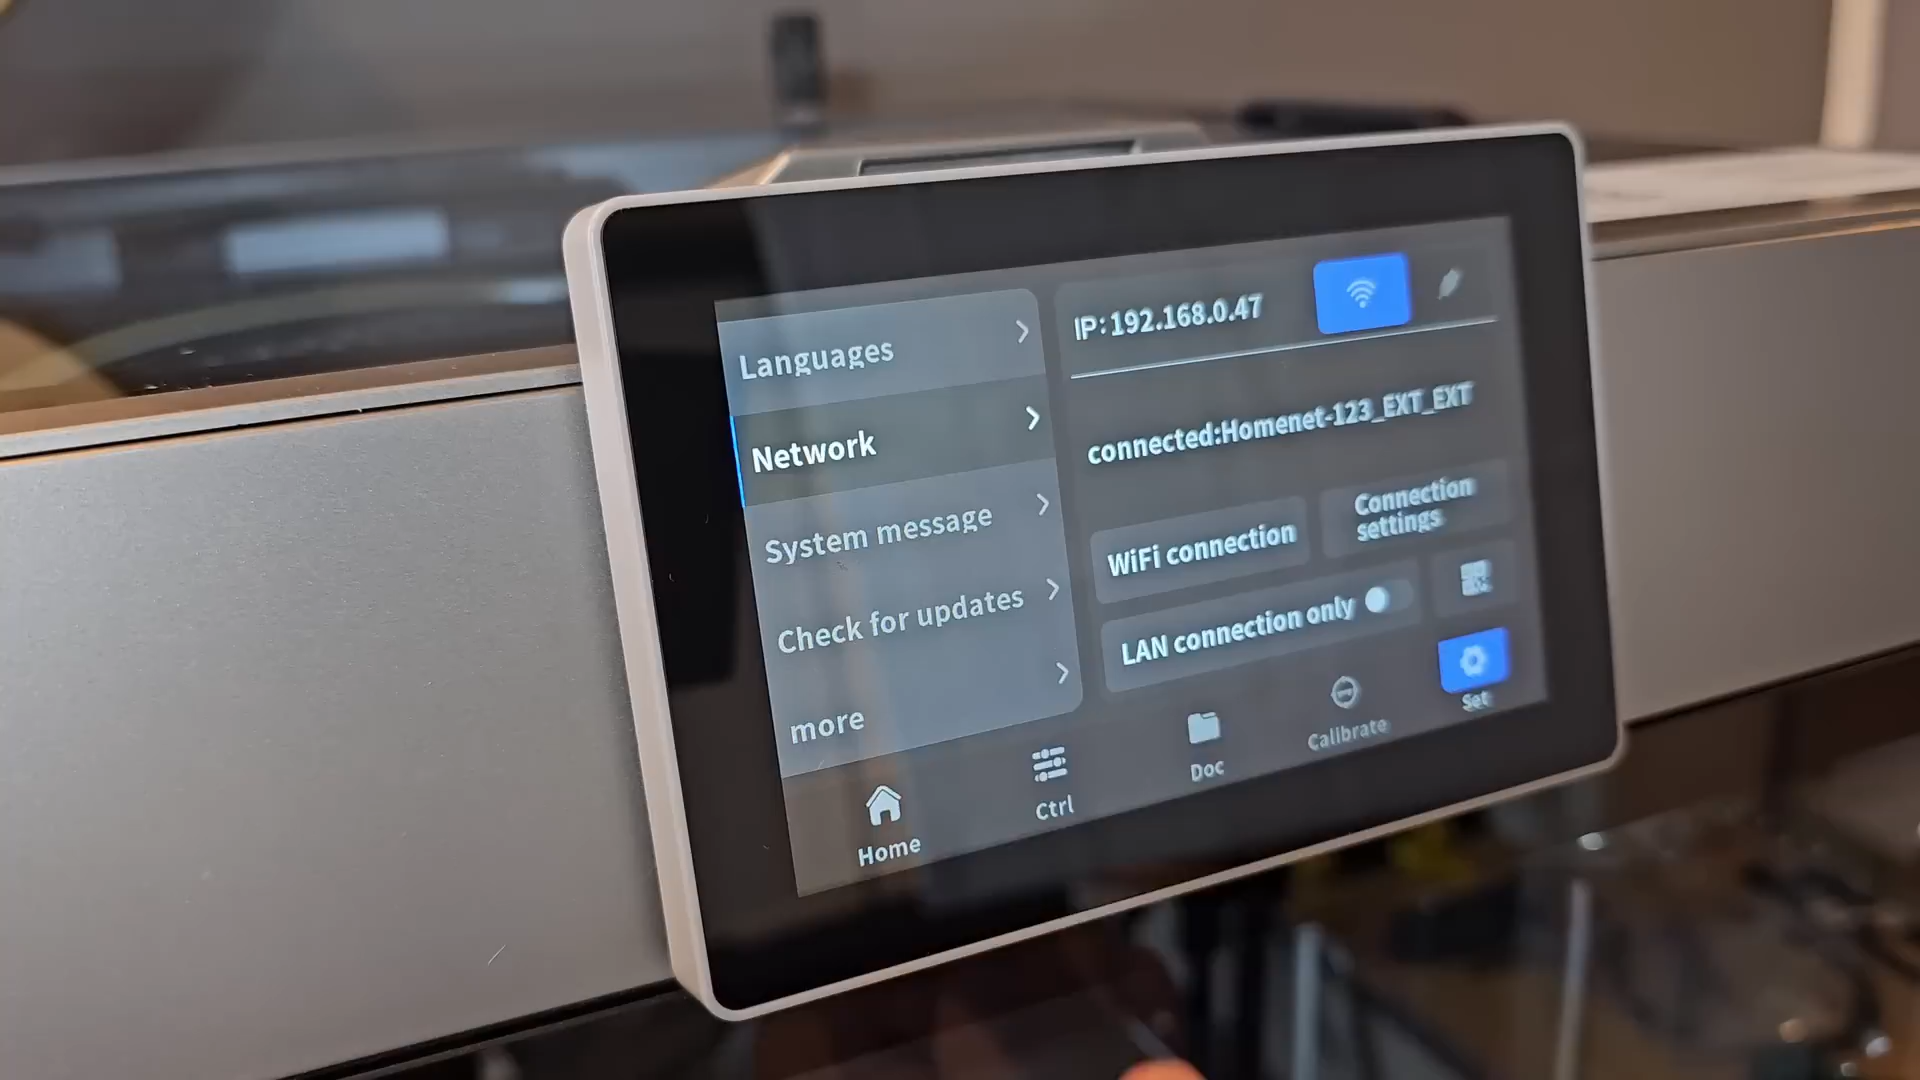 Languages
Network
System message
Check for updates
more
IP:192.168.0.47
connected:Homenet-123_EXT_EXT
WiFi connection
Connection
settings
LAN connection only
Home
Ctrl
Doc
Calibrate
Set